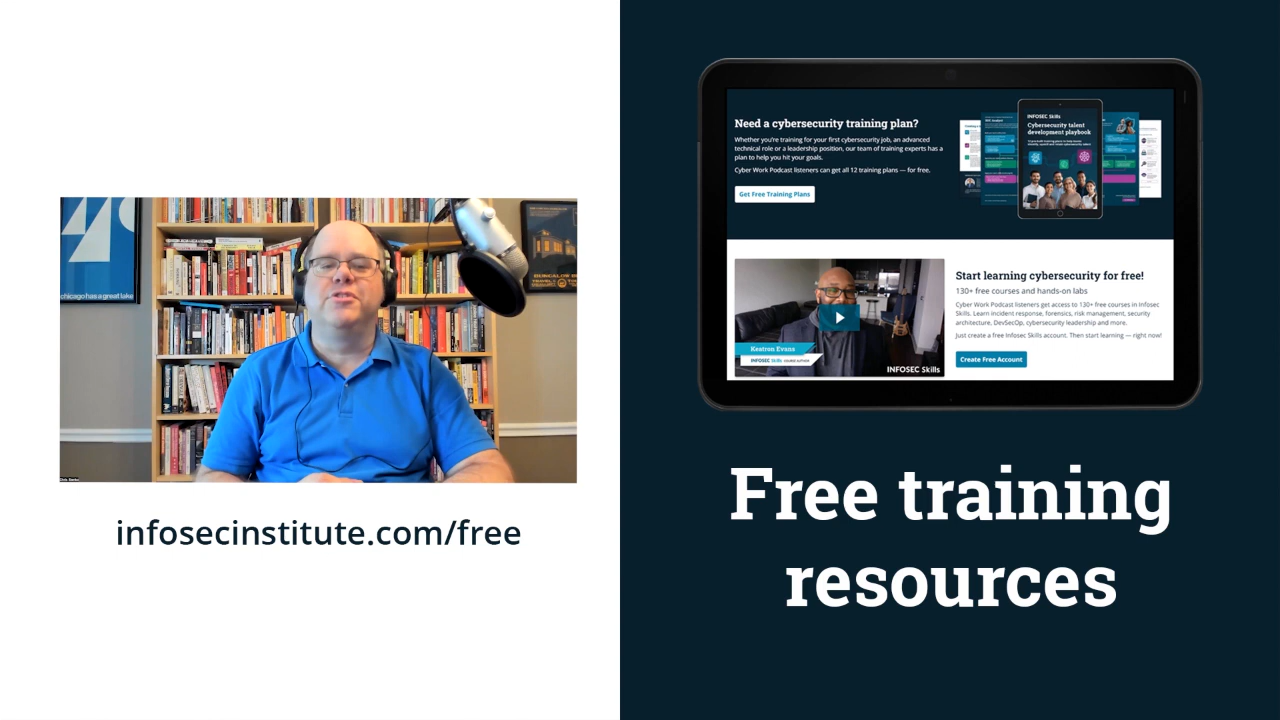 chicago has a great lake
infosecinstitute.com/free
Need a cybersecurity training plan?
Whether you're training for your first cybersecurity job, an advanced
technical role or a leadership position, our team of training experts has a
plan to help you hit your goals.
Cyber Work Podcast listeners can get all 12 training plans — for free.
Get Free Training Plans
INFOSEC Skills
Cybersecurity talent
development playbook
Keatron Evans
INFOSEC Skills COURSE AUTHOR
INFOSEC Skills
Start learning cybersecurity for free!
130+ free courses and hands-on labs
Cyber Work Podcast listeners get access to 130+ free courses in Infosec
Skills. Learn incident response, forensics, risk management, security
architecture, DevSecOp, cybersecurity leadership and more.
Just create a free Infosec Skills account. Then start learning — right now!
Create Free Account
Free training
resources